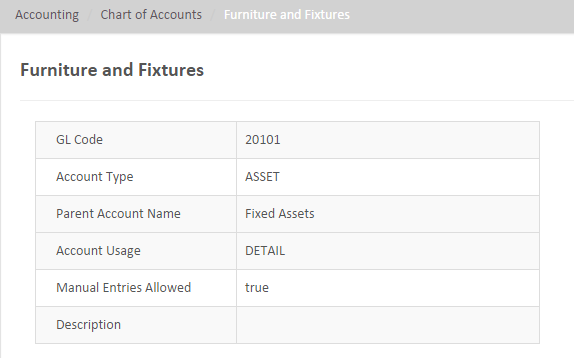 Accounting / Chart of Accounts / Furniture and Fixtures
Furniture and Fixtures
GL Code 20101
Account Type ASSET
Parent Account Name Fixed Assets
Account Usage DETAIL
Manual Entries Allowed true
Description